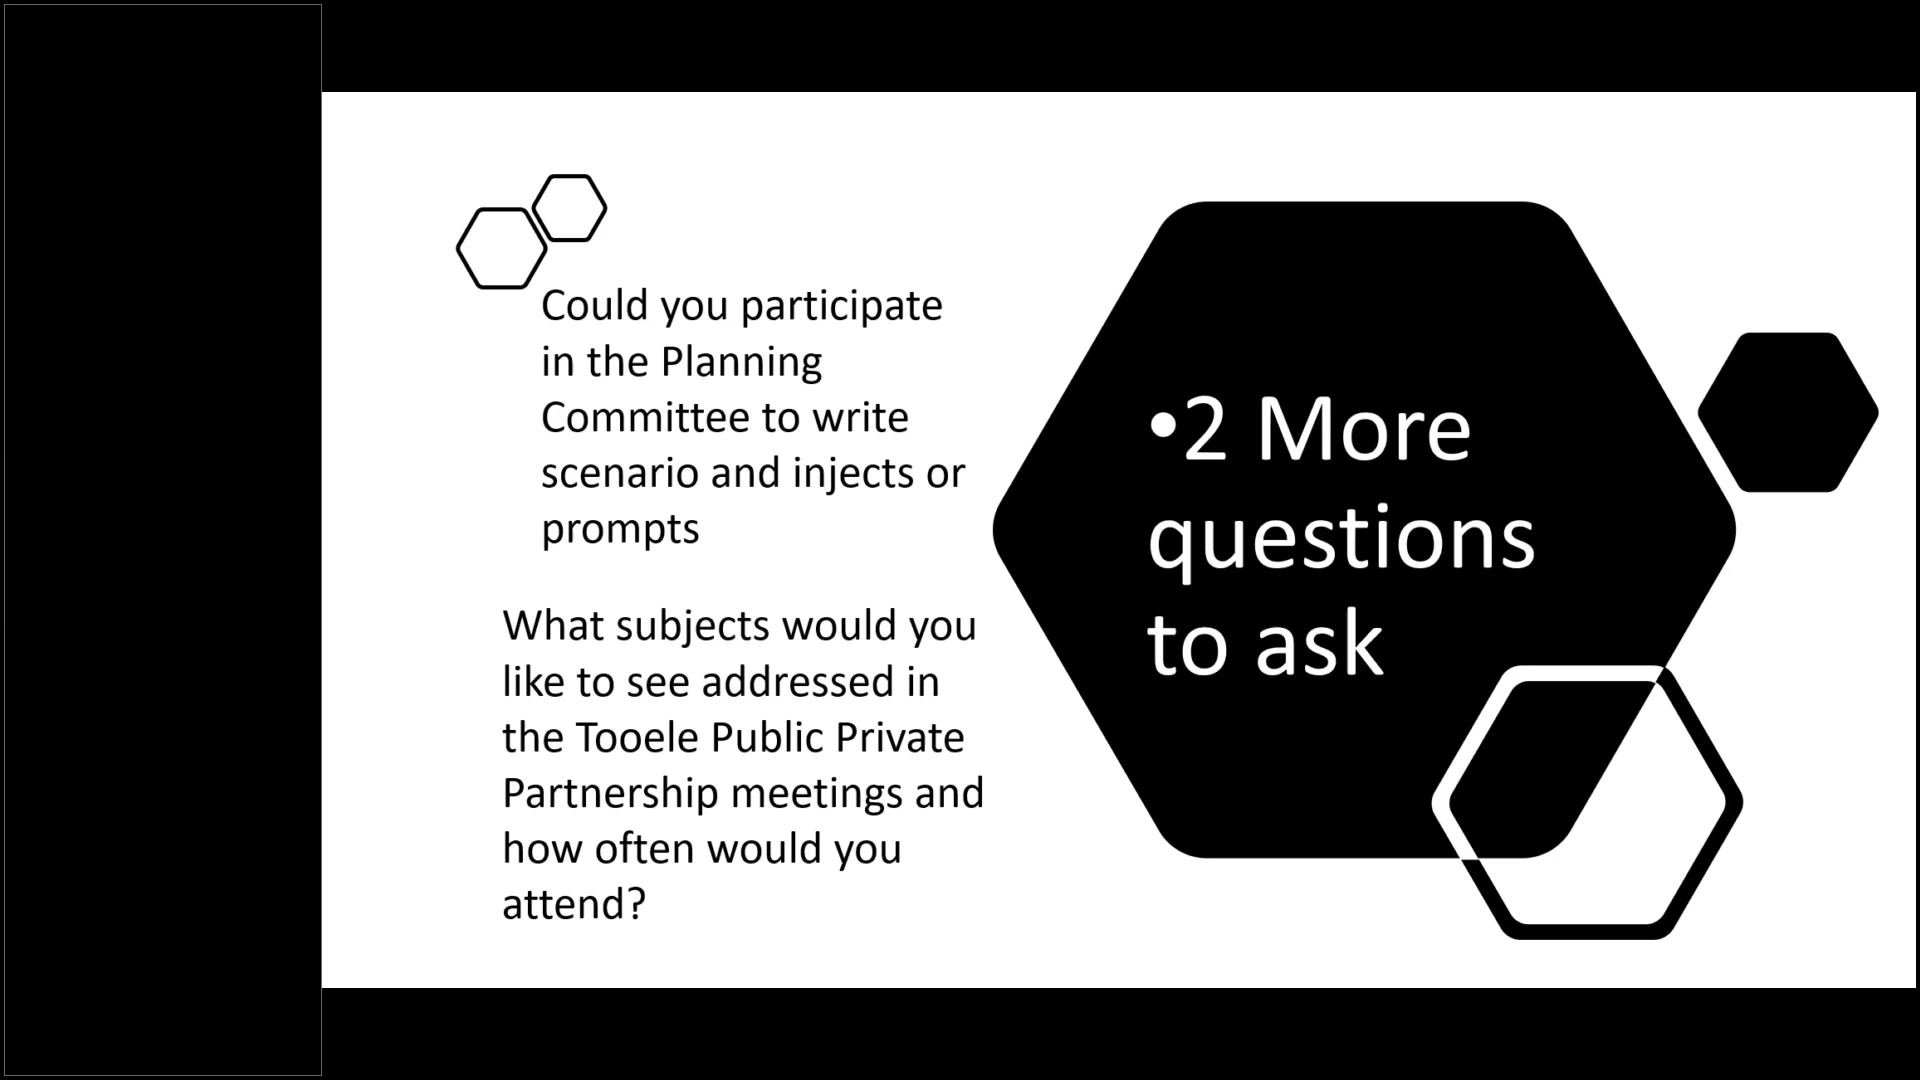 Could you participate
in the Planning
Committee to write
scenario and injects or
prompts
What subjects would you
like to see addressed in
the Tooele Public Private
Partnership meetings and
how often would you
attend?
•2 More
questions
to ask